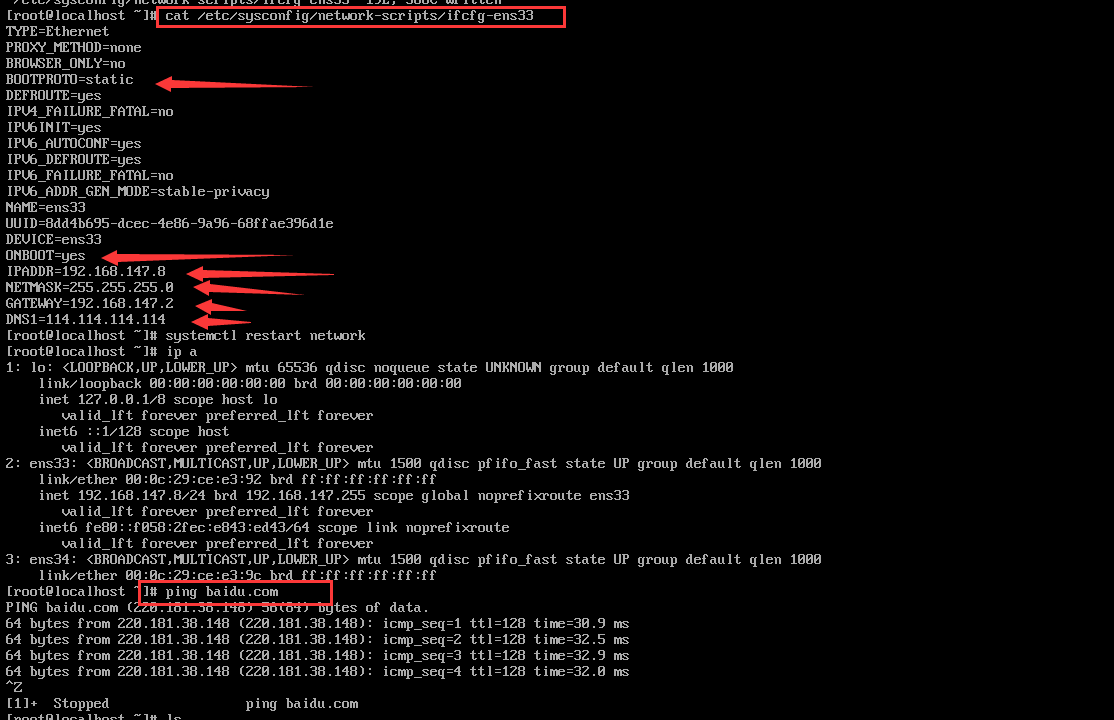 "/etc/sysconfig/network-scripts/ifcfg-ens33" 19L, 388C written
[root@localhost ~]# cat /etc/sysconfig/network-scripts/ifcfg-ens33
TYPE=Ethernet
PROXY_METHOD=none
BROWSER_ONLY=no
BOOTPROTO=static
DEFROUTE=yes
IPV4_FAILURE_FATAL=no
IPV6INIT=yes
IPV6_AUTOCONF=yes
IPV6_DEFROUTE=yes
IPV6_FAILURE_FATAL=no
IPV6_ADDR_GEN_MODE=stable-privacy
NAME=ens33
UUID=8dd4b695-dcec-4e86-9a96-68ffae396d1e
DEVICE=ens33
ONBOOT=yes
IPADDR=192.168.147.8
NETMASK=255.255.255.0
GATEWAY=192.168.147.2
DNS1=114.114.114.114
[root@localhost ~]# systemctl restart network
[root@localhost ~]# ip a
1: lo: <LOOPBACK,UP,LOWER_UP> mtu 65536 qdisc noqueue state UNKNOWN group default qlen 1000
    link/loopback 00:00:00:00:00:00 brd 00:00:00:00:00:00
    inet 127.0.0.1/8 scope host lo
       valid_lft forever preferred_lft forever
    inet6 ::1/128 scope host
       valid_lft forever preferred_lft forever
2: ens33: <BROADCAST,MULTICAST,UP,LOWER_UP> mtu 1500 qdisc pfifo_fast state UP group default qlen 1000
    link/ether 00:0c:29:ce:e3:92 brd ff:ff:ff:ff:ff:ff
    inet 192.168.147.8/24 brd 192.168.147.255 scope global noprefixroute ens33
       valid_lft forever preferred_lft forever
    inet6 fe80::f058:2fec:e843:ed43/64 scope link noprefixroute
       valid_lft forever preferred_lft forever
3: ens34: <BROADCAST,MULTICAST,UP,LOWER_UP> mtu 1500 qdisc pfifo_fast state UP group default qlen 1000
    link/ether 00:0c:29:ce:e3:9c brd ff:ff:ff:ff:ff:ff
[root@localhost ~]# ping baidu.com
PING baidu.com (220.181.38.148) 56(84) bytes of data.
64 bytes from 220.181.38.148 (220.181.38.148): icmp_seq=1 ttl=128 time=30.9 ms
64 bytes from 220.181.38.148 (220.181.38.148): icmp_seq=2 ttl=128 time=32.5 ms
64 bytes from 220.181.38.148 (220.181.38.148): icmp_seq=3 ttl=128 time=32.9 ms
64 bytes from 220.181.38.148 (220.181.38.148): icmp_seq=4 ttl=128 time=32.0 ms
^Z
[1]+  Stopped                 ping baidu.com
[root@localhost ~]# ls